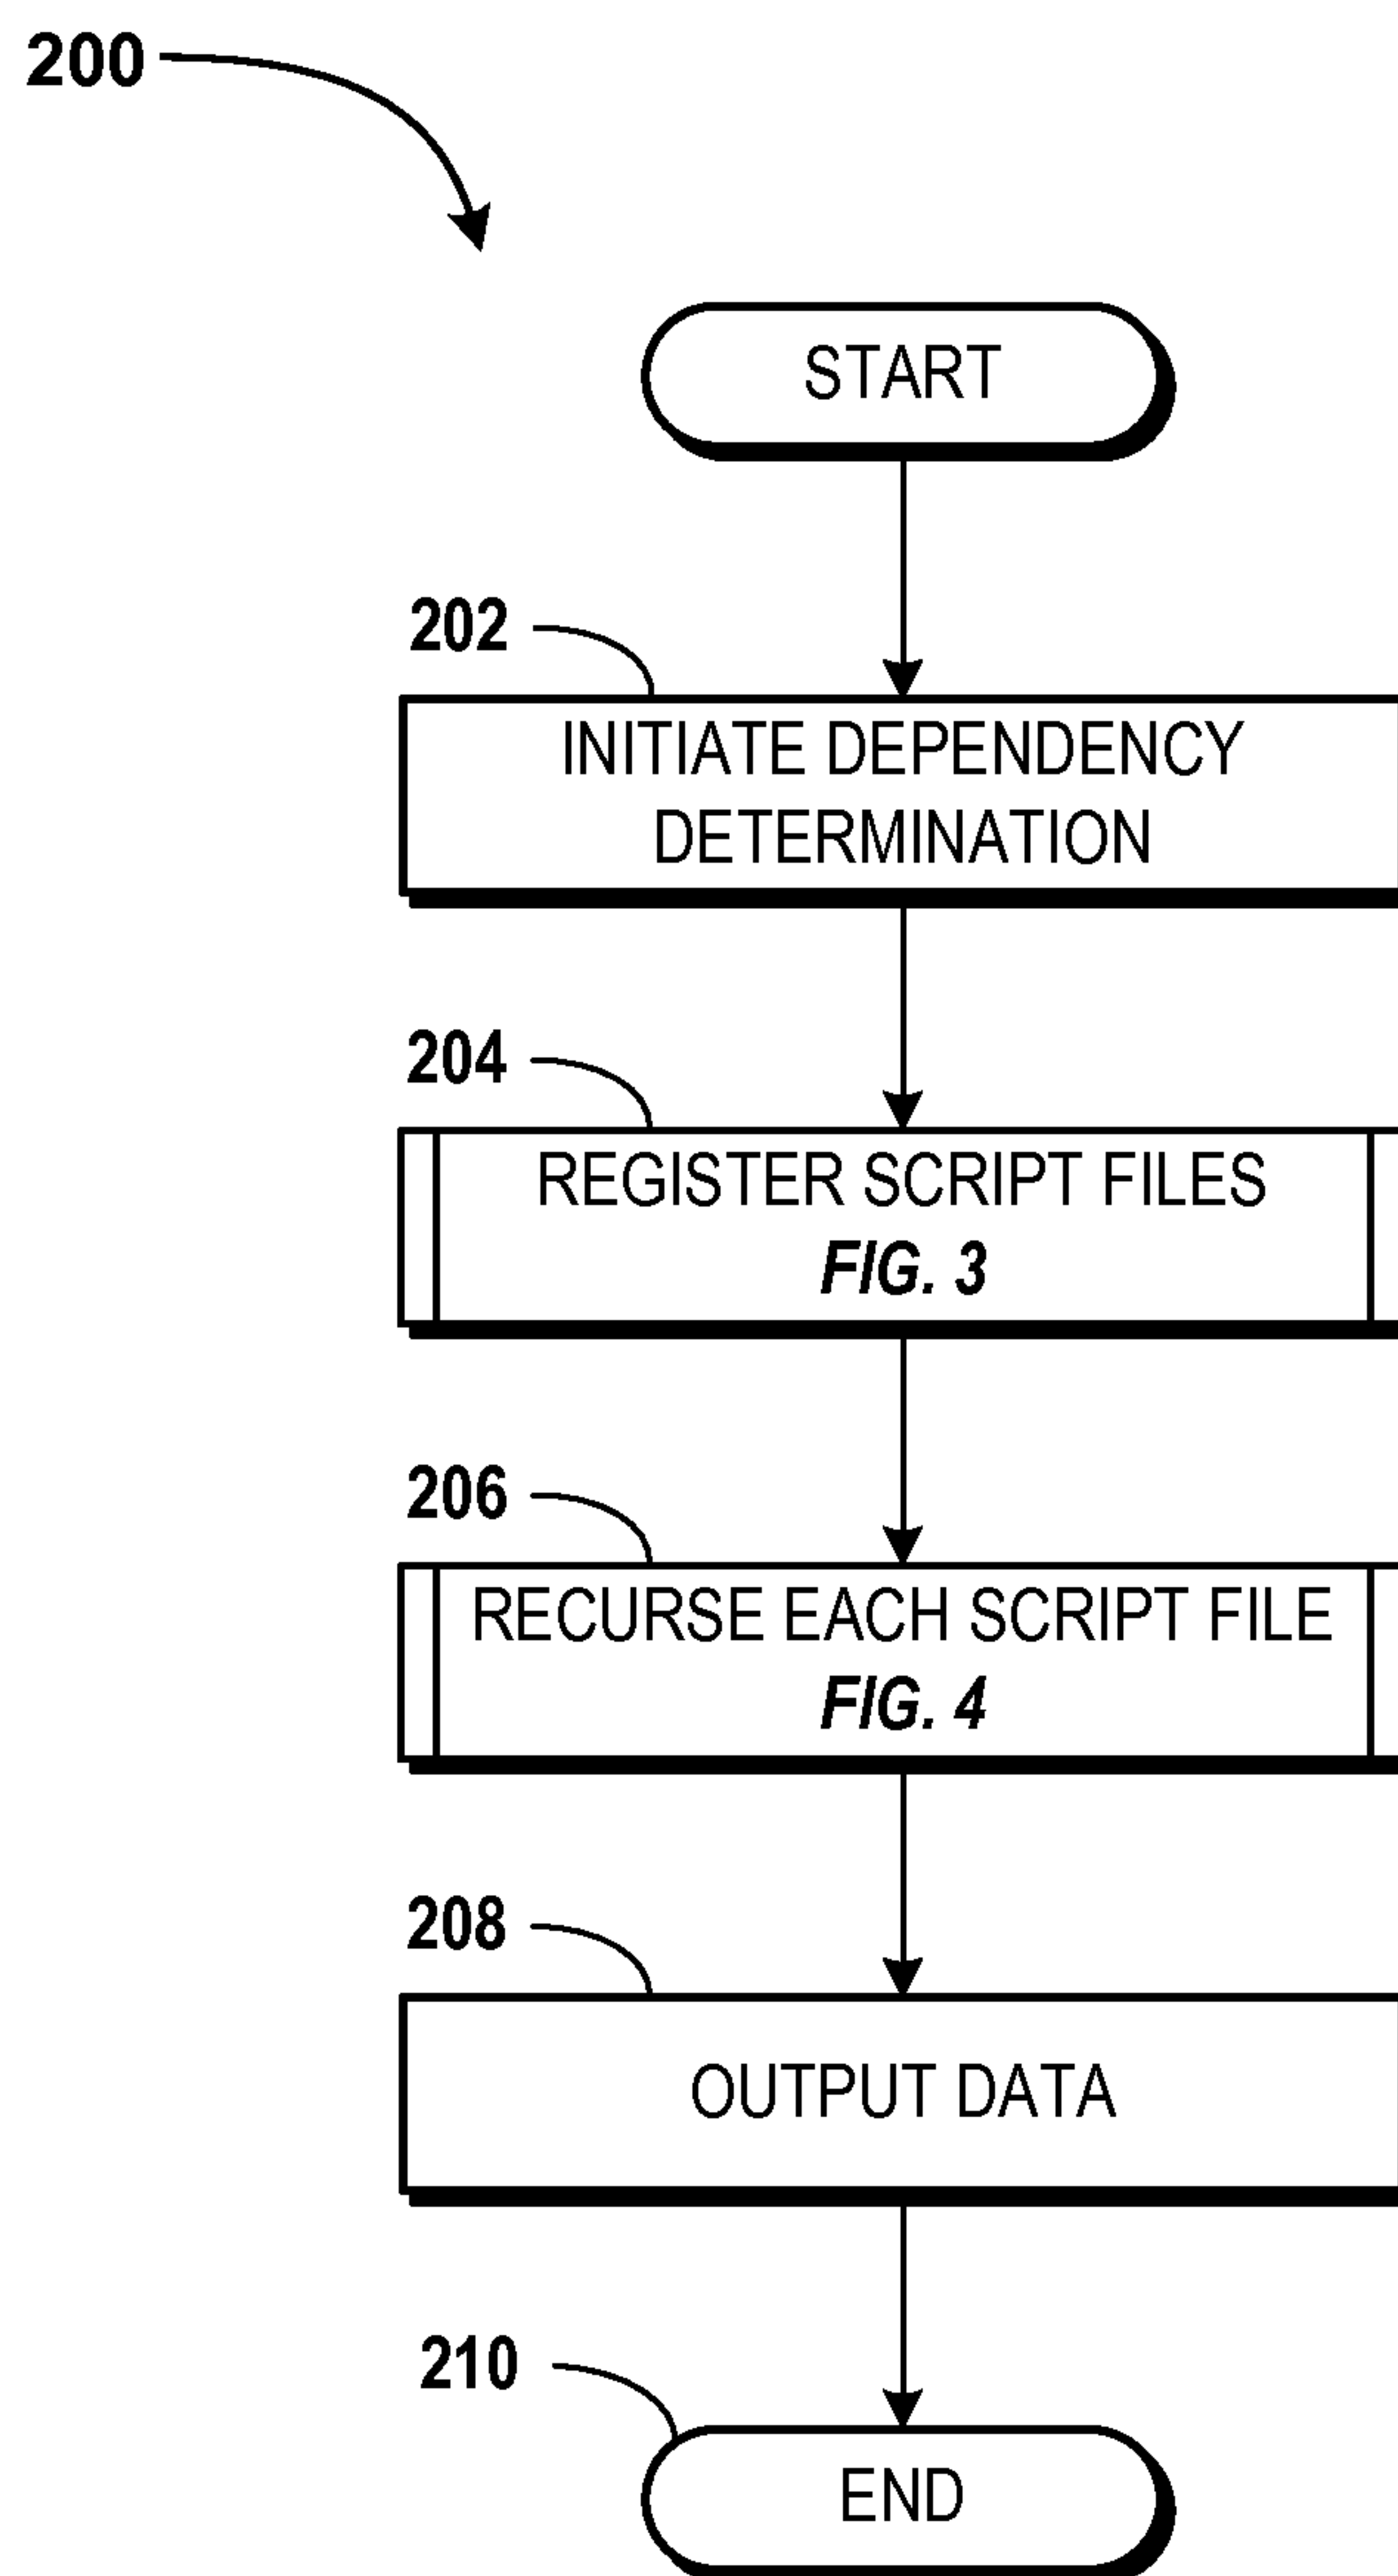 200
START
202
INITIATE DEPENDENCY
DETERMINATION
204
REGISTER SCRIPT FILES
FIG. 3
206
RECURSE EACH SCRIPT FILE
FIG. 4
208
OUTPUT DATA
210
END